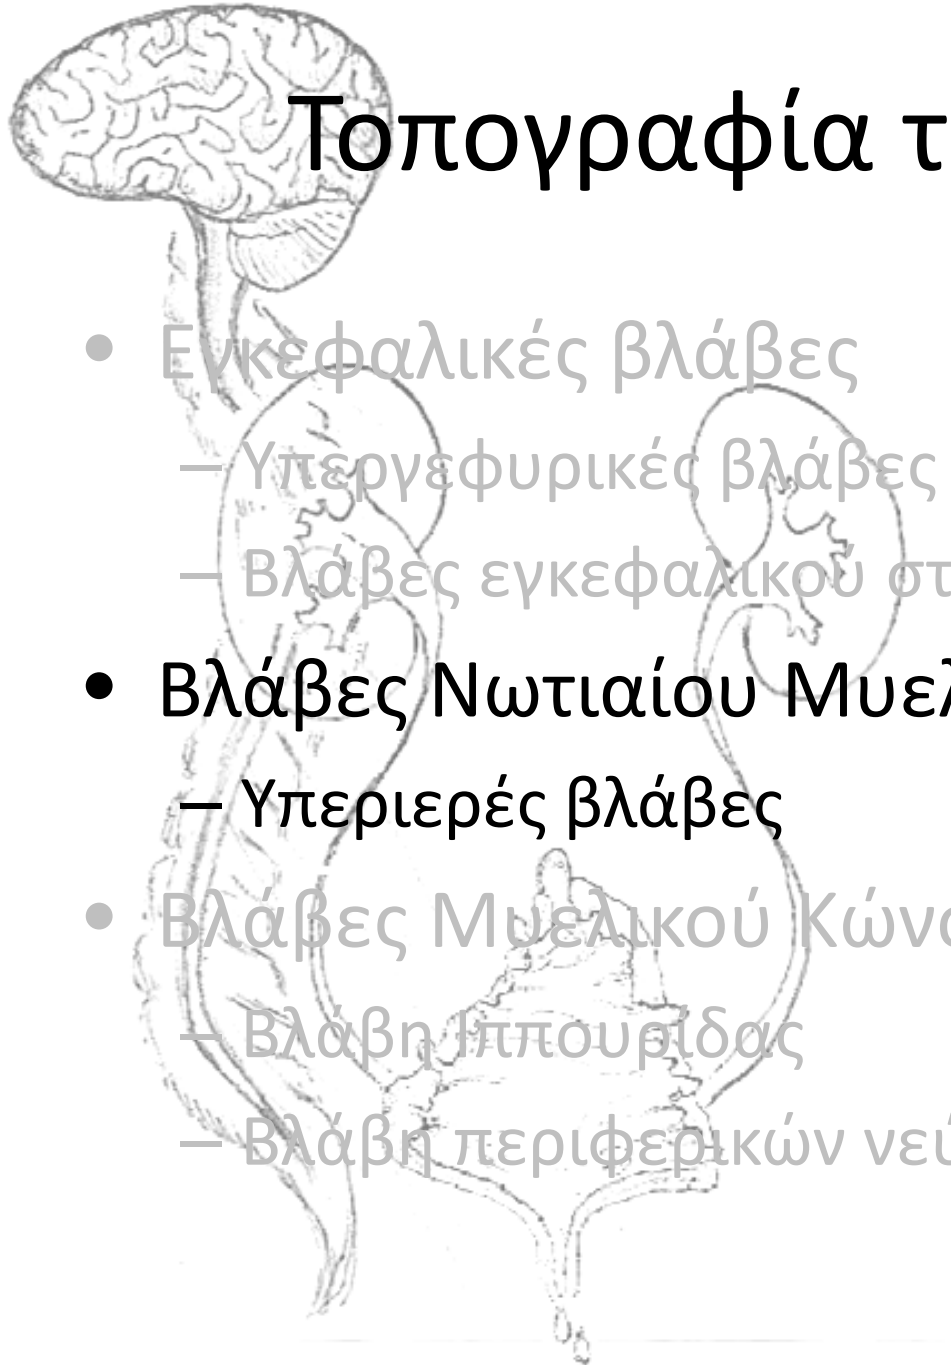 Τοπογραφία τ
• Εγκεφαλικές βλάβες
– Υπεργεφυρικές βλάβες
– Βλάβες εγκεφαλικού στ
• Βλάβες Νωτιαίου Μυελ
– Υπεριερές βλάβες
• Βλάβες Μυελικού Κώνο
– Βλάβη Ιππουρίδας
– Βλάβη περιφερικών νεύ